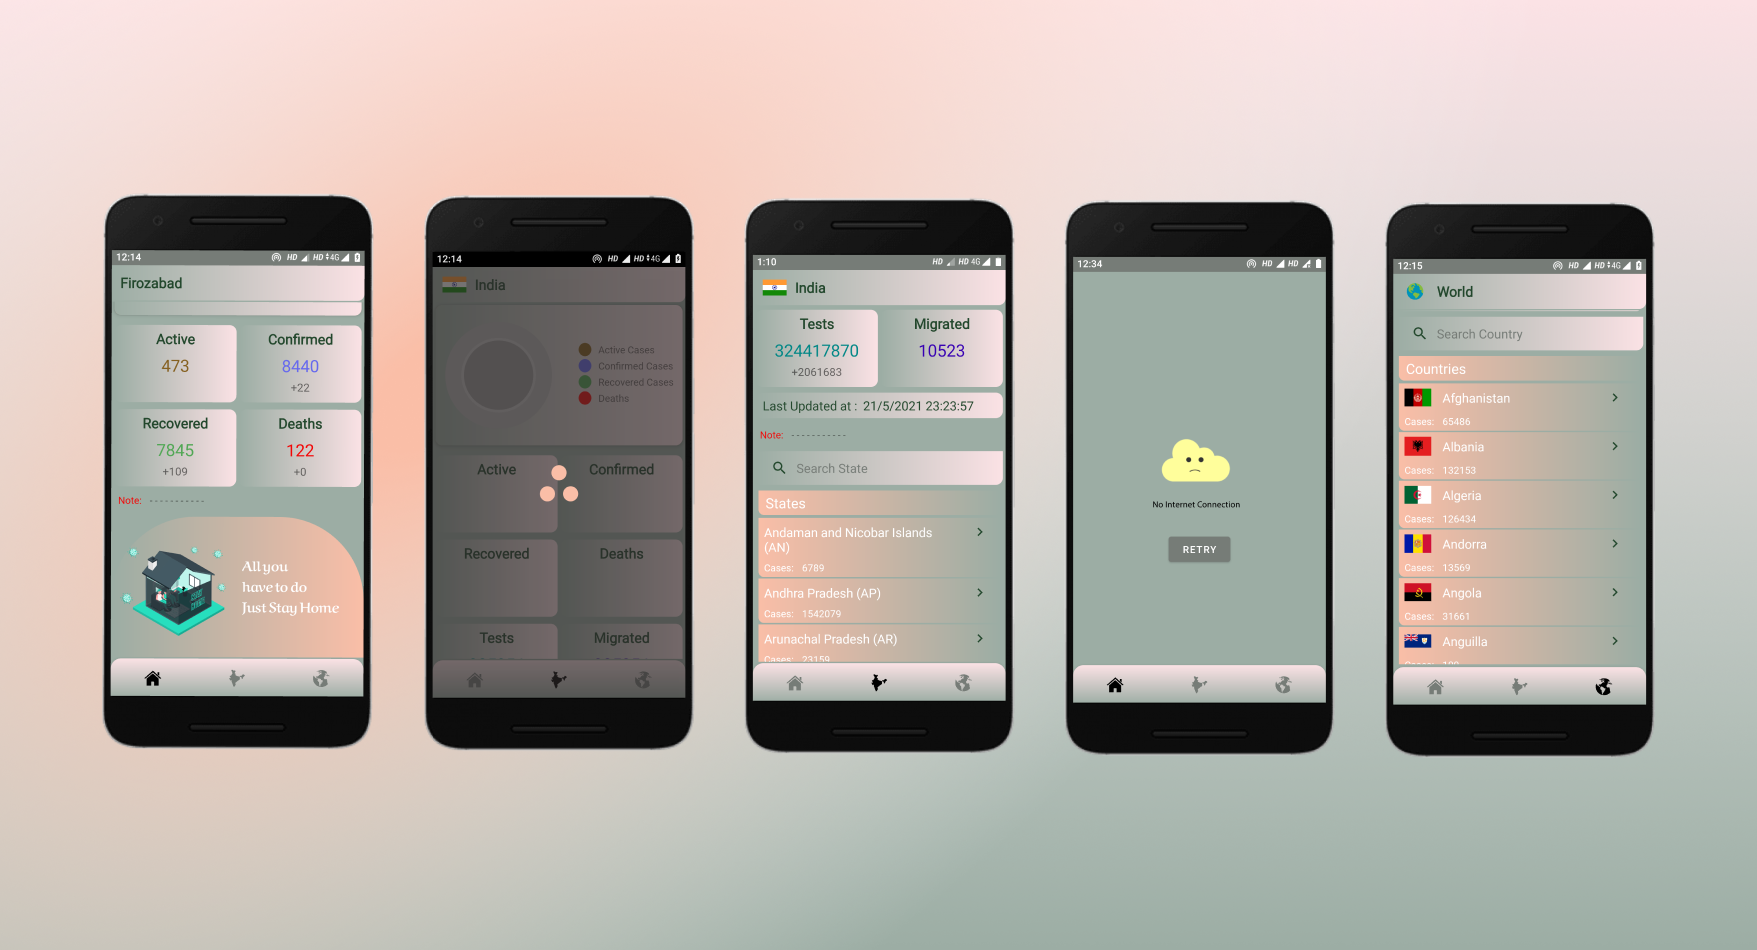 12:14 HD HD 4G
Firozabad
Active
473
Confirmed
8440
+22
Recovered
7845
+109
Deaths
122
+0
Note: -----------
All you
have to do
Just Stay Home
12:14 HD HD 4G
India
Active Cases
Confirmed Cases
Recovered Cases
Deaths
Active
Confirmed
Recovered
Deaths
Tests
Migrated
1:10 HD HD 4G
India
Tests
324417870
+2061683
Migrated
10523
Last Updated at : 21/5/2021 23:23:57
Note: -----------
Search State
States
Andaman and Nicobar Islands
(AN)
Cases: 6789
Andhra Pradesh (AP)
Cases: 1542079
Arunachal Pradesh (AR)
Cases: 23159
12:34 HD HD
No Internet Connection
RETRY
12:15 HD HD 4G
World
Search Country
Countries
Afghanistan
Cases: 65486
Albania
Cases: 132153
Algeria
Cases: 126434
Andorra
Cases: 13569
Angola
Cases: 31661
Anguilla